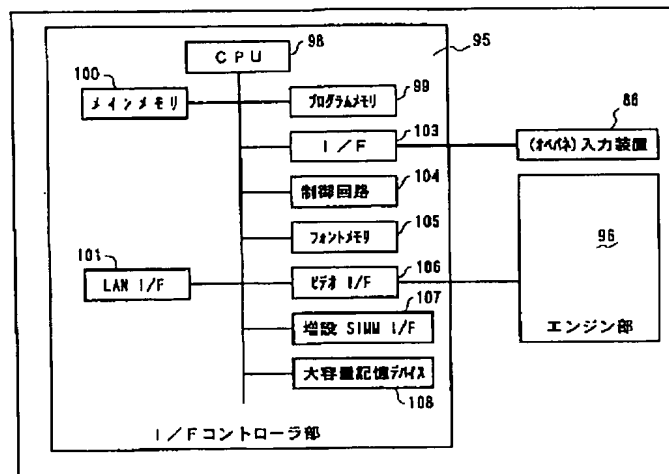 CPU
98
95
100
メインメモリ
99
プログラムメモリ
103
I/F
86
(オペパネ)入力装置
104
制御回路
105
フォントメモリ
101
LAN I/F
106
ビデオ I/F
96
エンジン部
107
増設 SIMM I/F
大容量記憶デバイス
108
I/Fコントローラ部